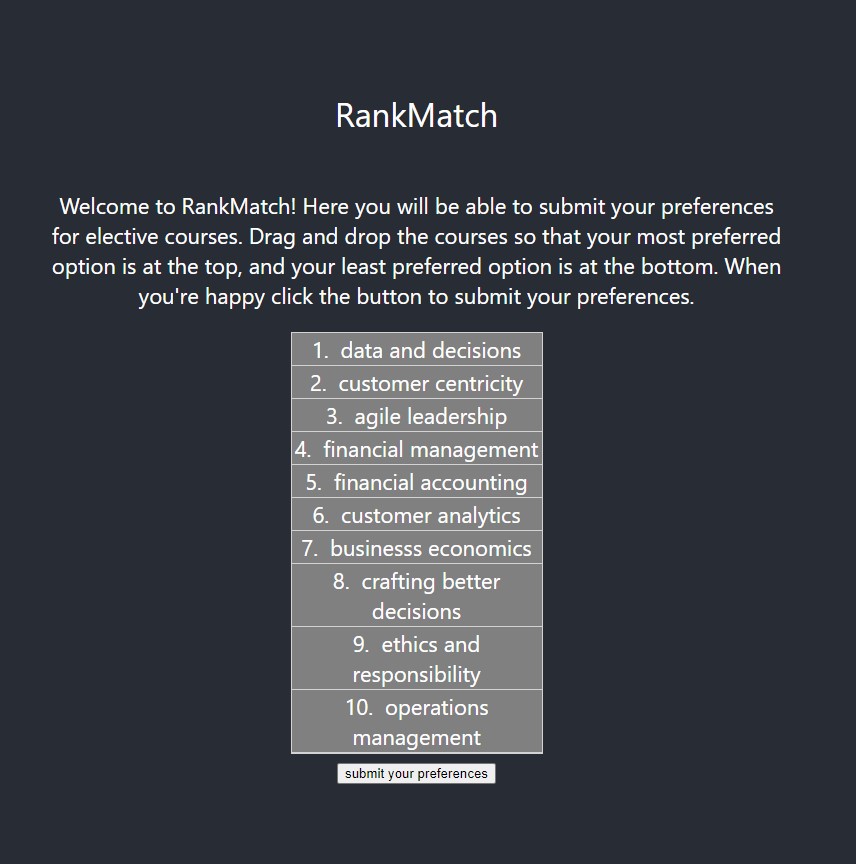 RankMatch
Welcome to RankMatch! Here you will be able to submit your preferences
for elective courses. Drag and drop the courses so that your most preferred
option is at the top, and your least preferred option is at the bottom. When
you're happy click the button to submit your preferences.
1. data and decisions
2. customer centricity
3. agile leadership
4. financial management
5. financial accounting
6. customer analytics
7. businesss economics
8. crafting better
decisions
9. ethics and
responsibility
10. operations
management
submit your preferences